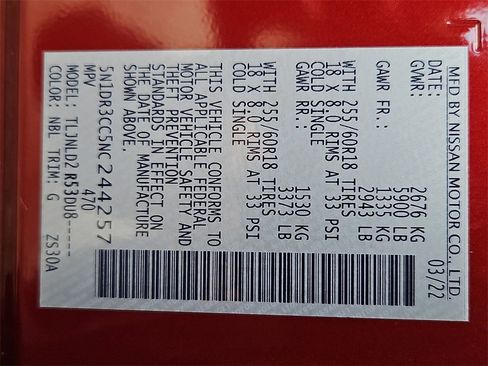 MFD BY NISSAN MOTOR CO., LTD.
DATE: 03/22
GVWR: 2676 KG
5900 LB
GAWR FR.: 1335 KG
2943 LB
WITH 255/60R18 TIRES
18 X 8.0 RIMS AT 33 PSI
COLD SINGLE
GAWR RR.: 1530 KG
3373 LB
WITH 255/60R18 TIRES
18 X 8.0 RIMS AT 33 PSI
COLD SINGLE
THIS VEHICLE CONFORMS TO
ALL APPLICABLE FEDERAL
MOTOR VEHICLE SAFETY AND
THEFT PREVENTION
STANDARDS IN EFFECT ON
THE DATE OF MANUFACTURE
SHOWN ABOVE.
5N1DR3CC5NC244257
MPV 470
MODEL: TLJNLDZ R53DU8-----
COLOR: NBL TRIM: G ZS30A